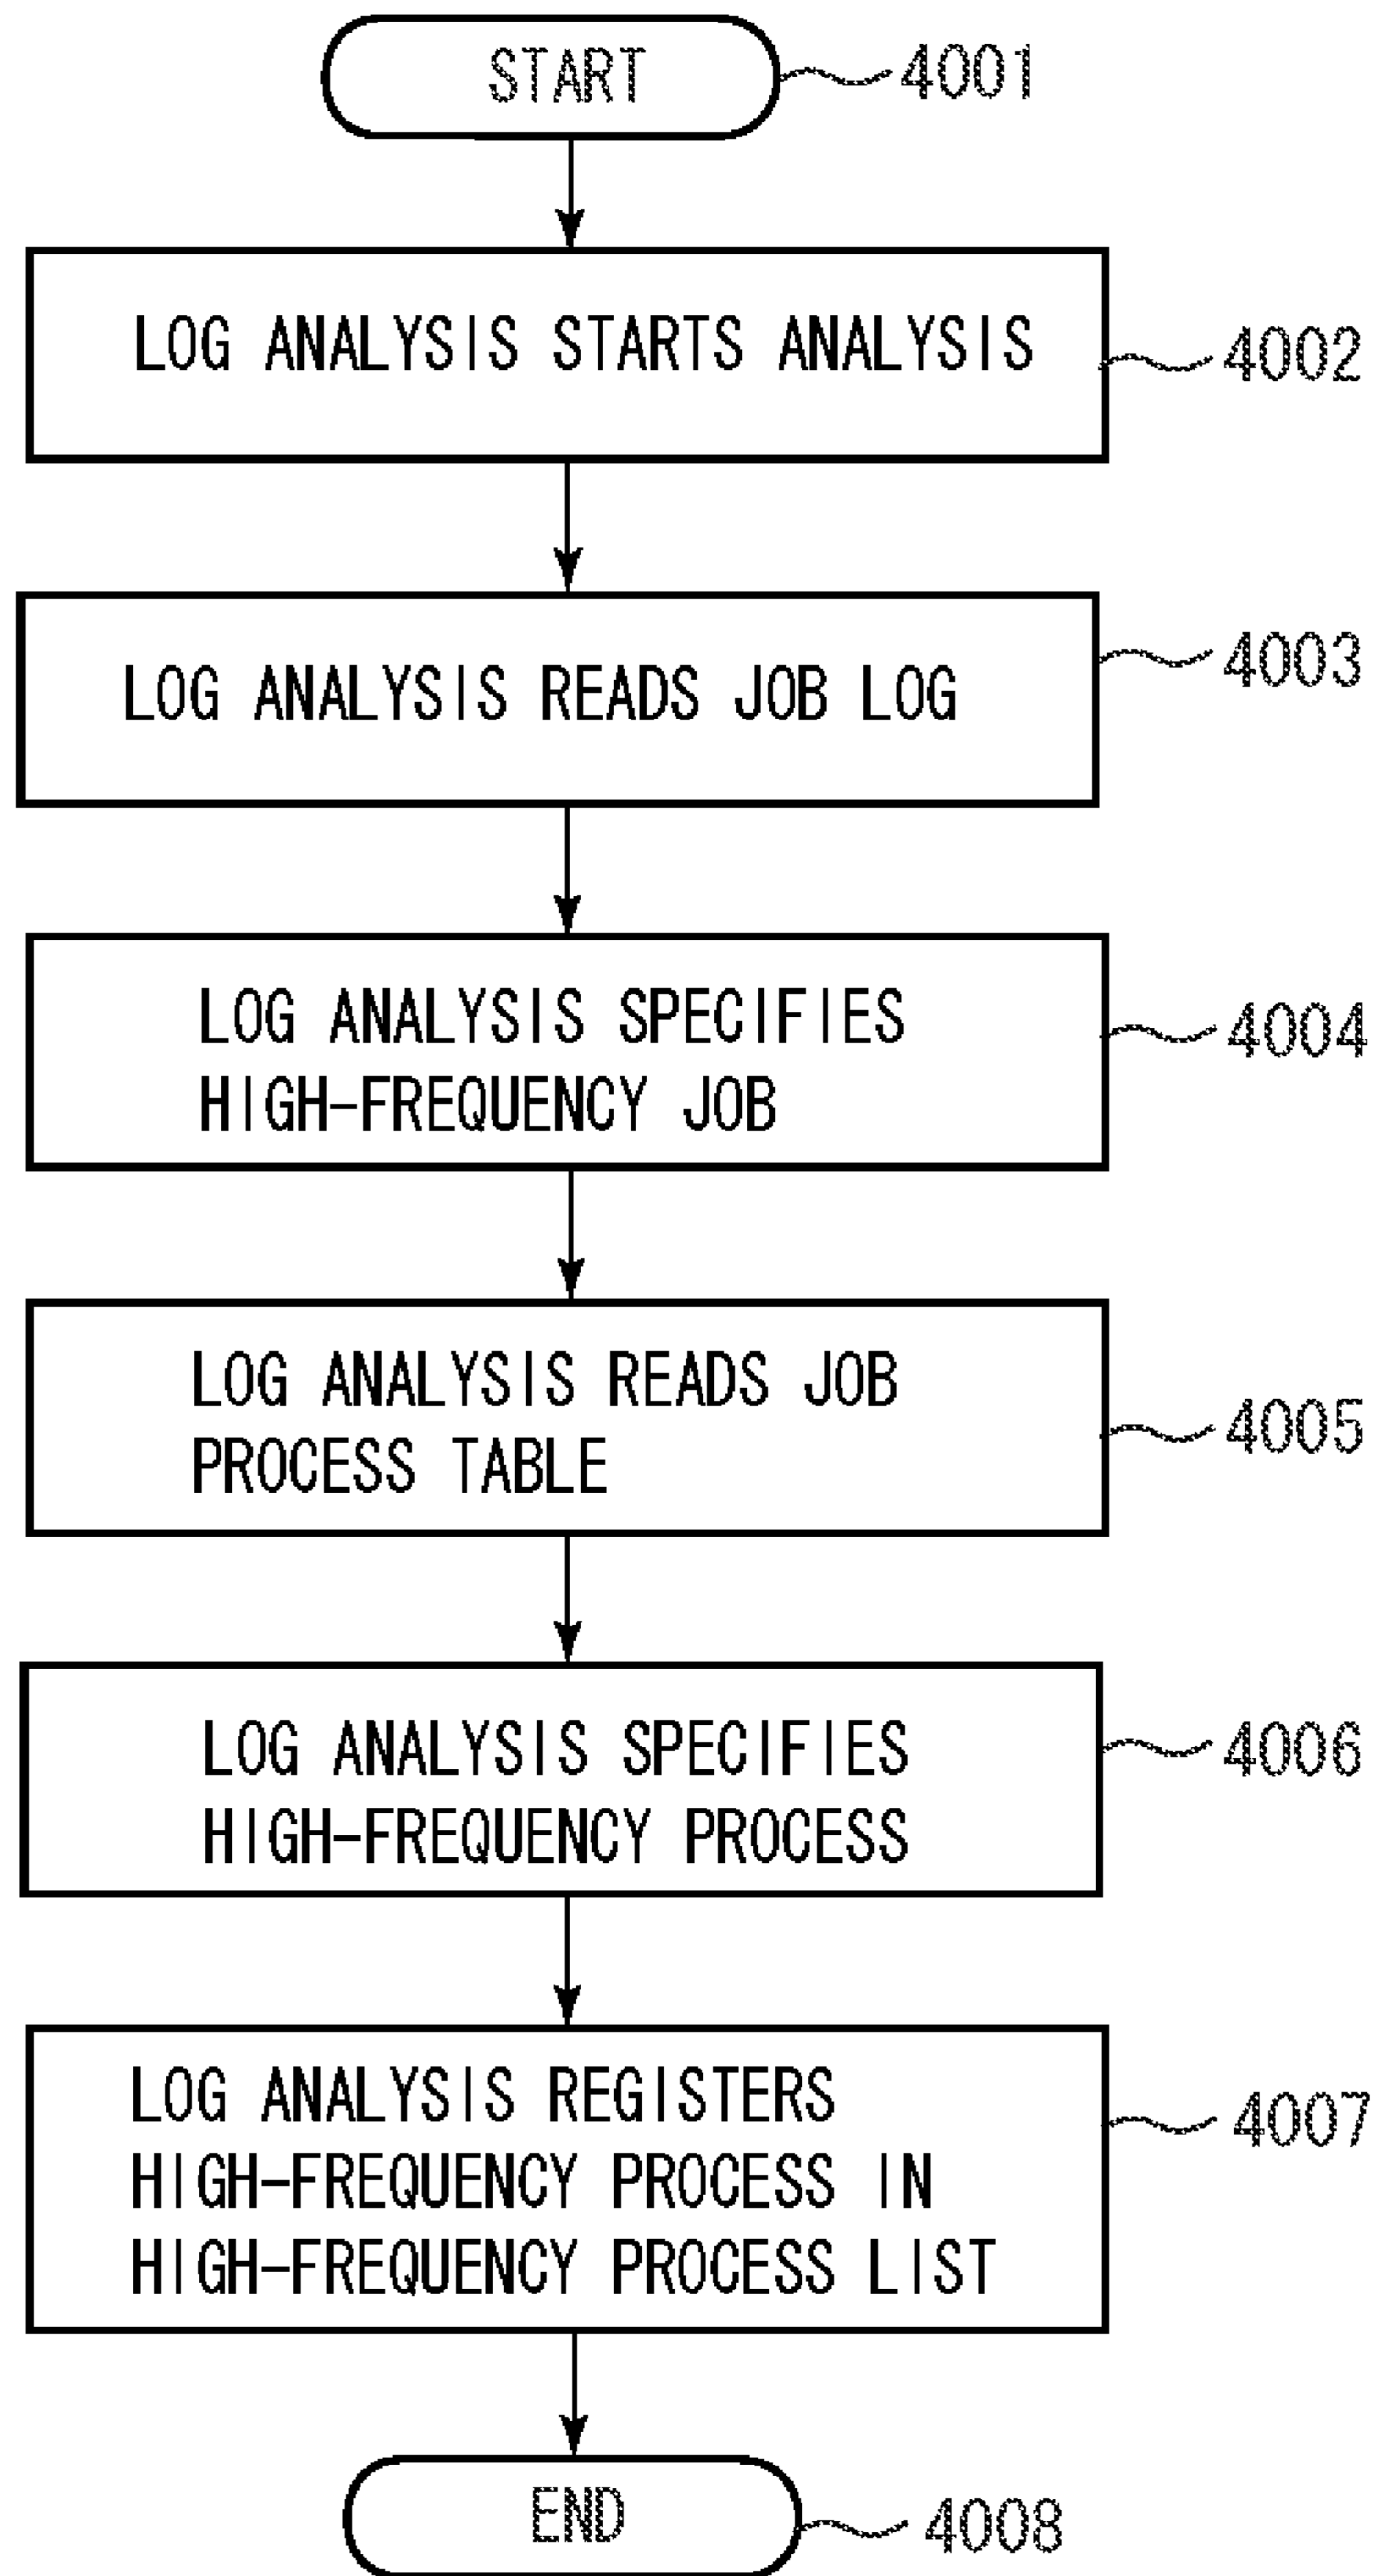 START
4001
LOG ANALYSIS STARTS ANALYSIS
4002
LOG ANALYSIS READS JOB LOG
4003
LOG ANALYSIS SPECIFIES
HIGH-FREQUENCY JOB
4004
LOG ANALYSIS READS JOB
PROCESS TABLE
4005
LOG ANALYSIS SPECIFIES
HIGH-FREQUENCY PROCESS
4006
LOG ANALYSIS REGISTERS
HIGH-FREQUENCY PROCESS IN
HIGH-FREQUENCY PROCESS LIST
4007
END
4008